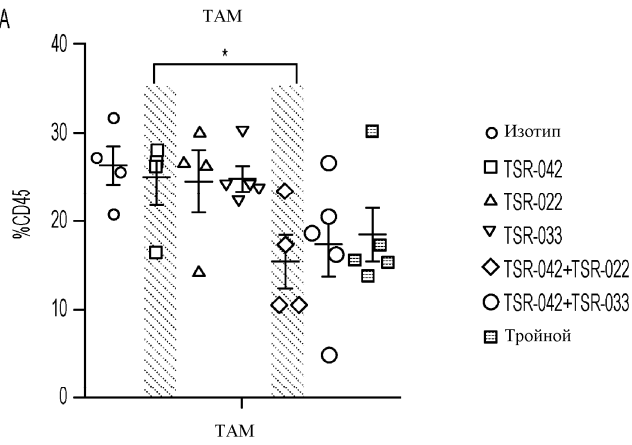 A
TAM
*
%CD45
40
30
20
10
0
TAM
Изотип
TSR-042
TSR-022
TSR-033
TSR-042+TSR-022
TSR-042+TSR-033
Тройной